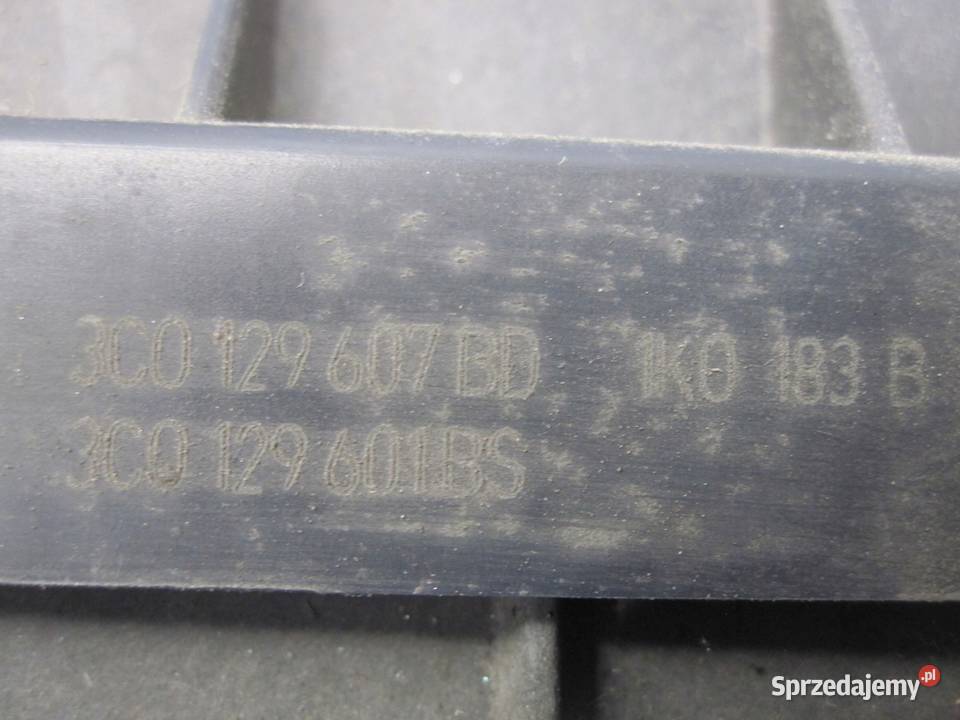 3C0 129 607 BD 1K0 183 B
3C0 129 601 BS
Sprzedajemy.pl